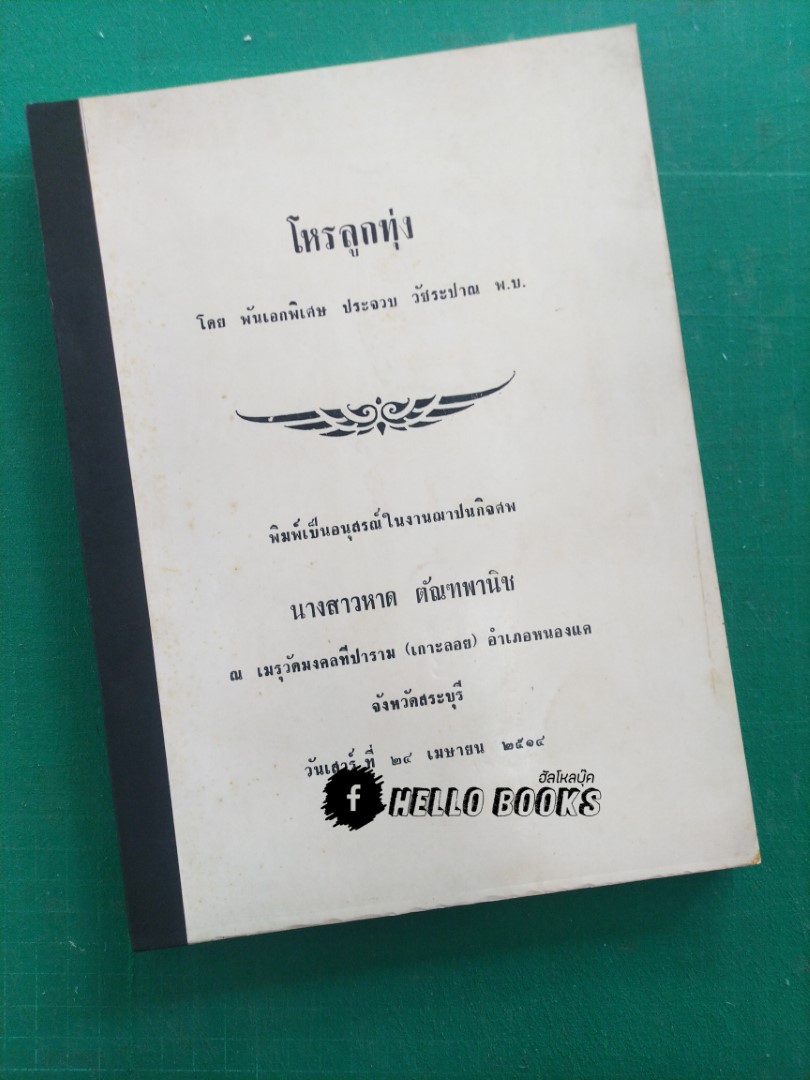 โหรลูกทุ่ง
โดย พันเอกพิเศษ ประจวบ วัชระปาณ พ.บ.
พิมพ์เป็นอนุสรณ์ในงานฌาปนกิจศพ
นางสาวหาด ตัณฑพานิช
ณ เมรุวัดมงคลทีปาราม (เกาะลอย) อำเภอหนองแค
จังหวัดสระบุรี
วันเสาร์ ที่ ๒๔ เมษายน ๒๕๑๔
ฮัลโหลบุ๊ค
f HELLO BOOKS